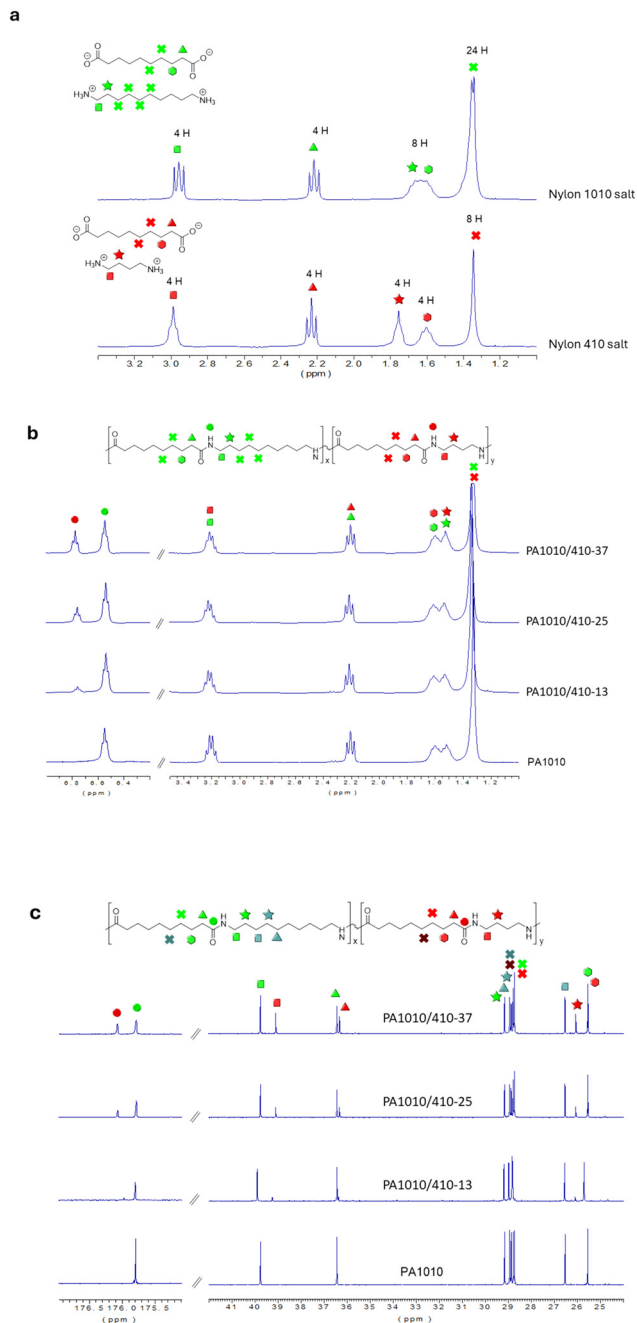 a
24 H
O
O
O⊖
⊖O
4 H
4 H
8 H
H3N⊕
NH3⊕
Nylon 1010 salt
8 H
O
O
O⊖
⊖O
4 H
4 H
4 H
4 H
H3N⊕
NH3⊕
Nylon 410 salt
3.0 2.8 2.6 2.4 2.2 2.0 1.8 1.6 1.4 1.2
(ppm)
b
O
H
N
O
N
H
x
O
H
N
O
N
H
y
PA1010/410-37
PA1010/410-25
PA1010/410-13
PA1010
6.8 6.6 6.4
3.4 3.2 3.0 2.8 2.6 2.4 2.2 2.0 1.8 1.6 1.4 1.2
(ppm)
(ppm)
c
O
H
N
O
N
H
x
O
H
N
O
N
H
y
PA1010/410-37
PA1010/410-25
PA1010/410-13
PA1010
176.5 176.0 175.5
41 40 39 38 37 36 35 34 33 32 31 30 29 28 27 26 25
(ppm)
(ppm)